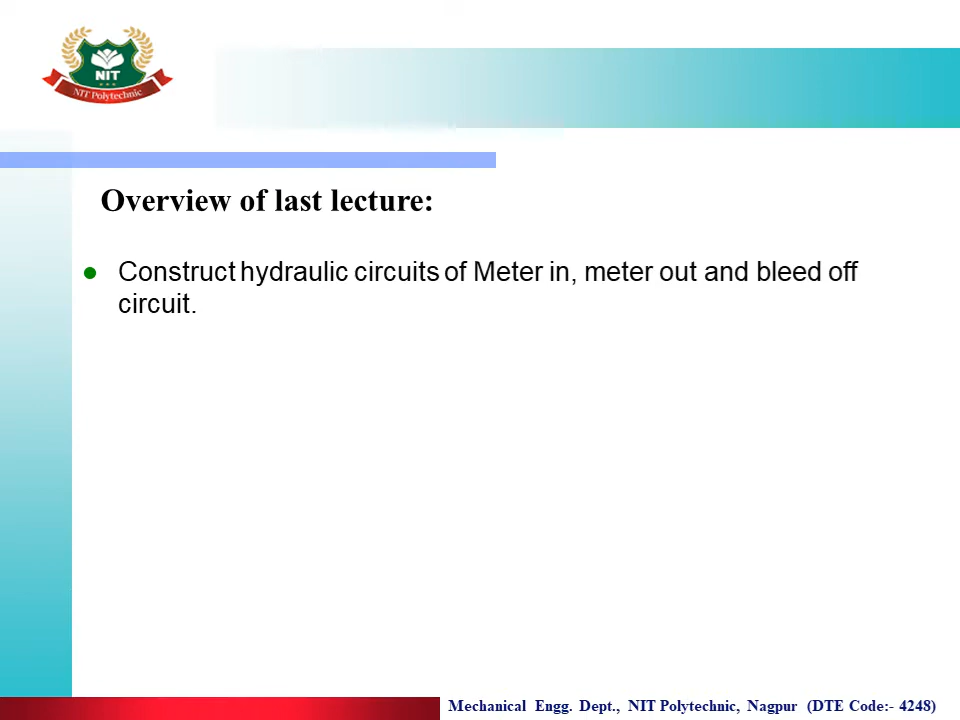 NIT
NIT Polytechnic
Overview of last lecture:
Construct hydraulic circuits of Meter in, meter out and bleed off
circuit.
Mechanical Engg. Dept., NIT Polytechnic, Nagpur (DTE Code:- 4248)